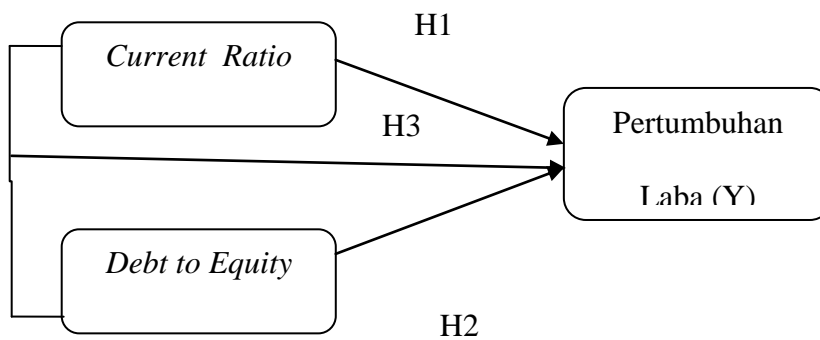 H1
Current Ratio
H3
Pertumbuhan
Laba (Y)
Debt to Equity
H2